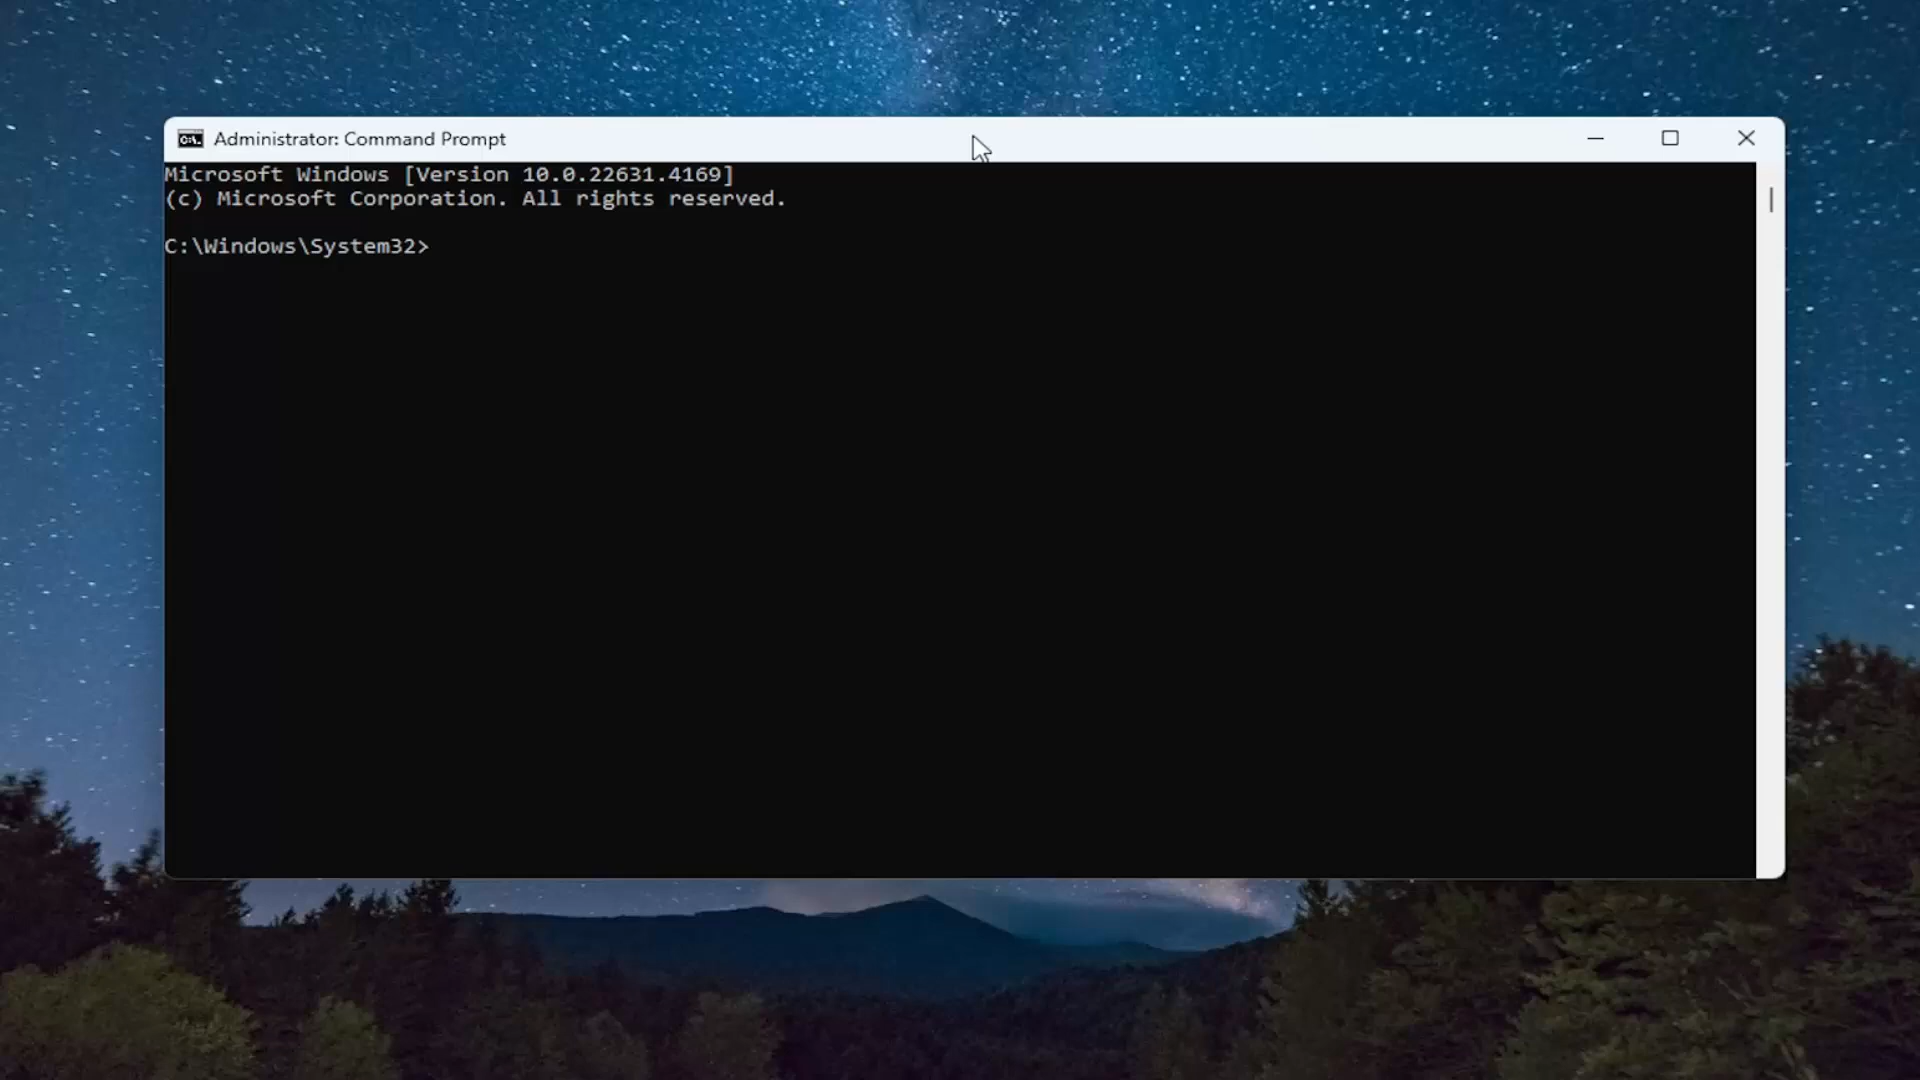 Administrator: Command Prompt
Microsoft Windows [Version 10.0.22631.4169]
(c) Microsoft Corporation. All rights reserved.
C:\Windows\System32>